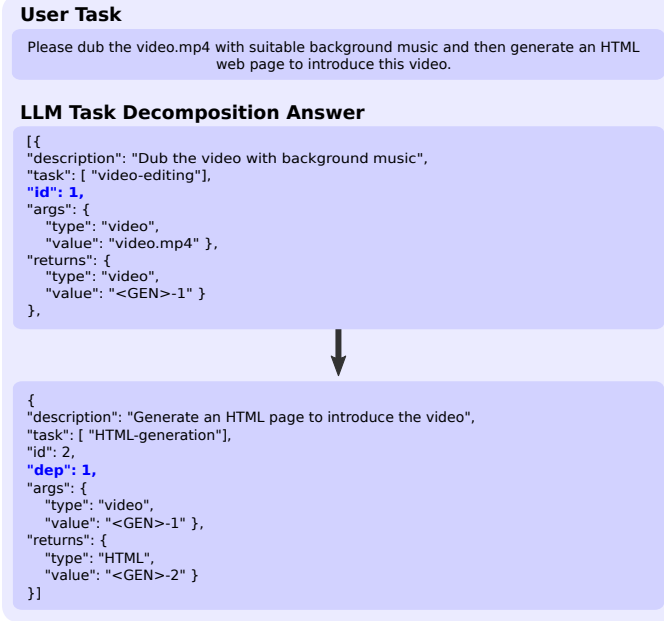 User Task
Please dub the video.mp4 with suitable background music and then generate an HTML
web page to introduce this video.
LLM Task Decomposition Answer
[{
"description": "Dub the video with background music",
"task": [ "video-editing"],
"id": 1,
"args": {
"type": "video",
"value": "video.mp4" },
"returns": {
"type": "video",
"value": "<GEN>-1" }
},
{
"description": "Generate an HTML page to introduce the video",
"task": [ "HTML-generation"],
"id": 2,
"dep": 1,
"args": {
"type": "video",
"value": "<GEN>-1" },
"returns": {
"type": "HTML",
"value": "<GEN>-2" }
}]